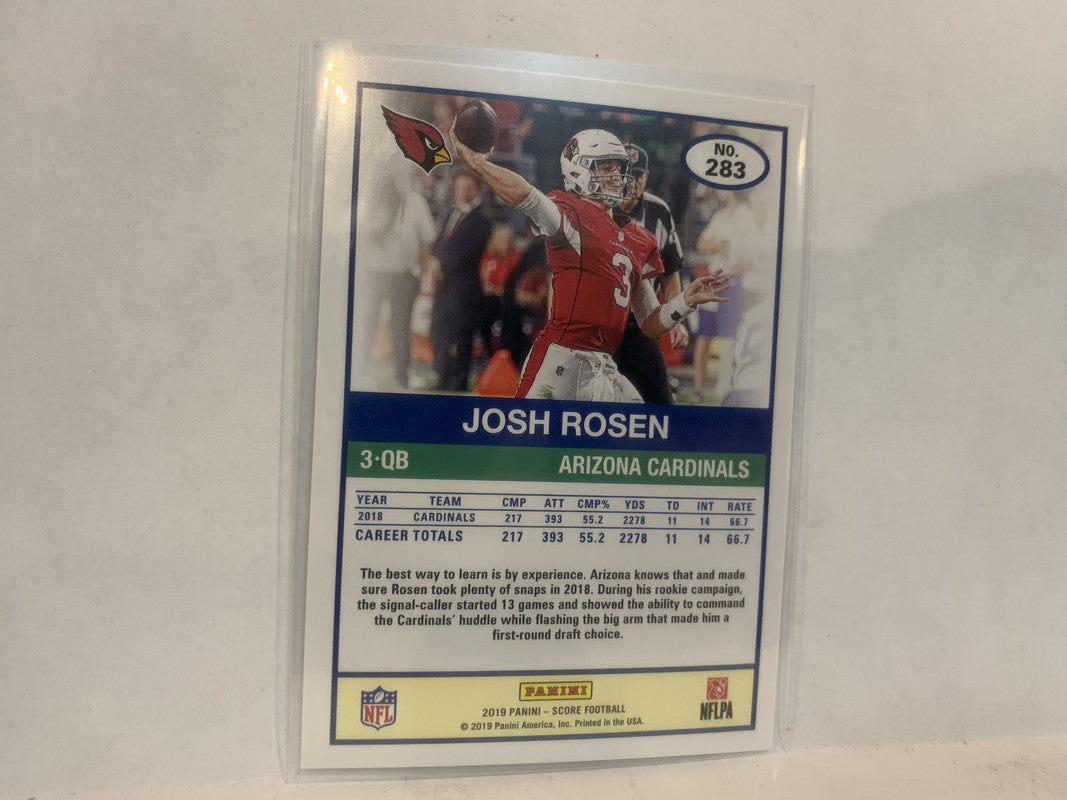 NO.
283
CARDINALS
3
JOSH ROSEN
3·QB ARIZONA CARDINALS
YEAR TEAM CMP ATT CMP% YDS TD INT RATE
2018 CARDINALS 217 393 55.2 2278 11 14 66.7
CAREER TOTALS 217 393 55.2 2278 11 14 66.7
The best way to learn is by experience. Arizona knows that and made
sure Rosen took plenty of snaps in 2018. During his rookie campaign,
the signal-caller started 13 games and showed the ability to command
the Cardinals' huddle while flashing the big arm that made him a
first-round draft choice.
NFL
PANINI
2019 PANINI – SCORE FOOTBALL
© 2019 Panini America, Inc. Printed in the USA.
NFLPA